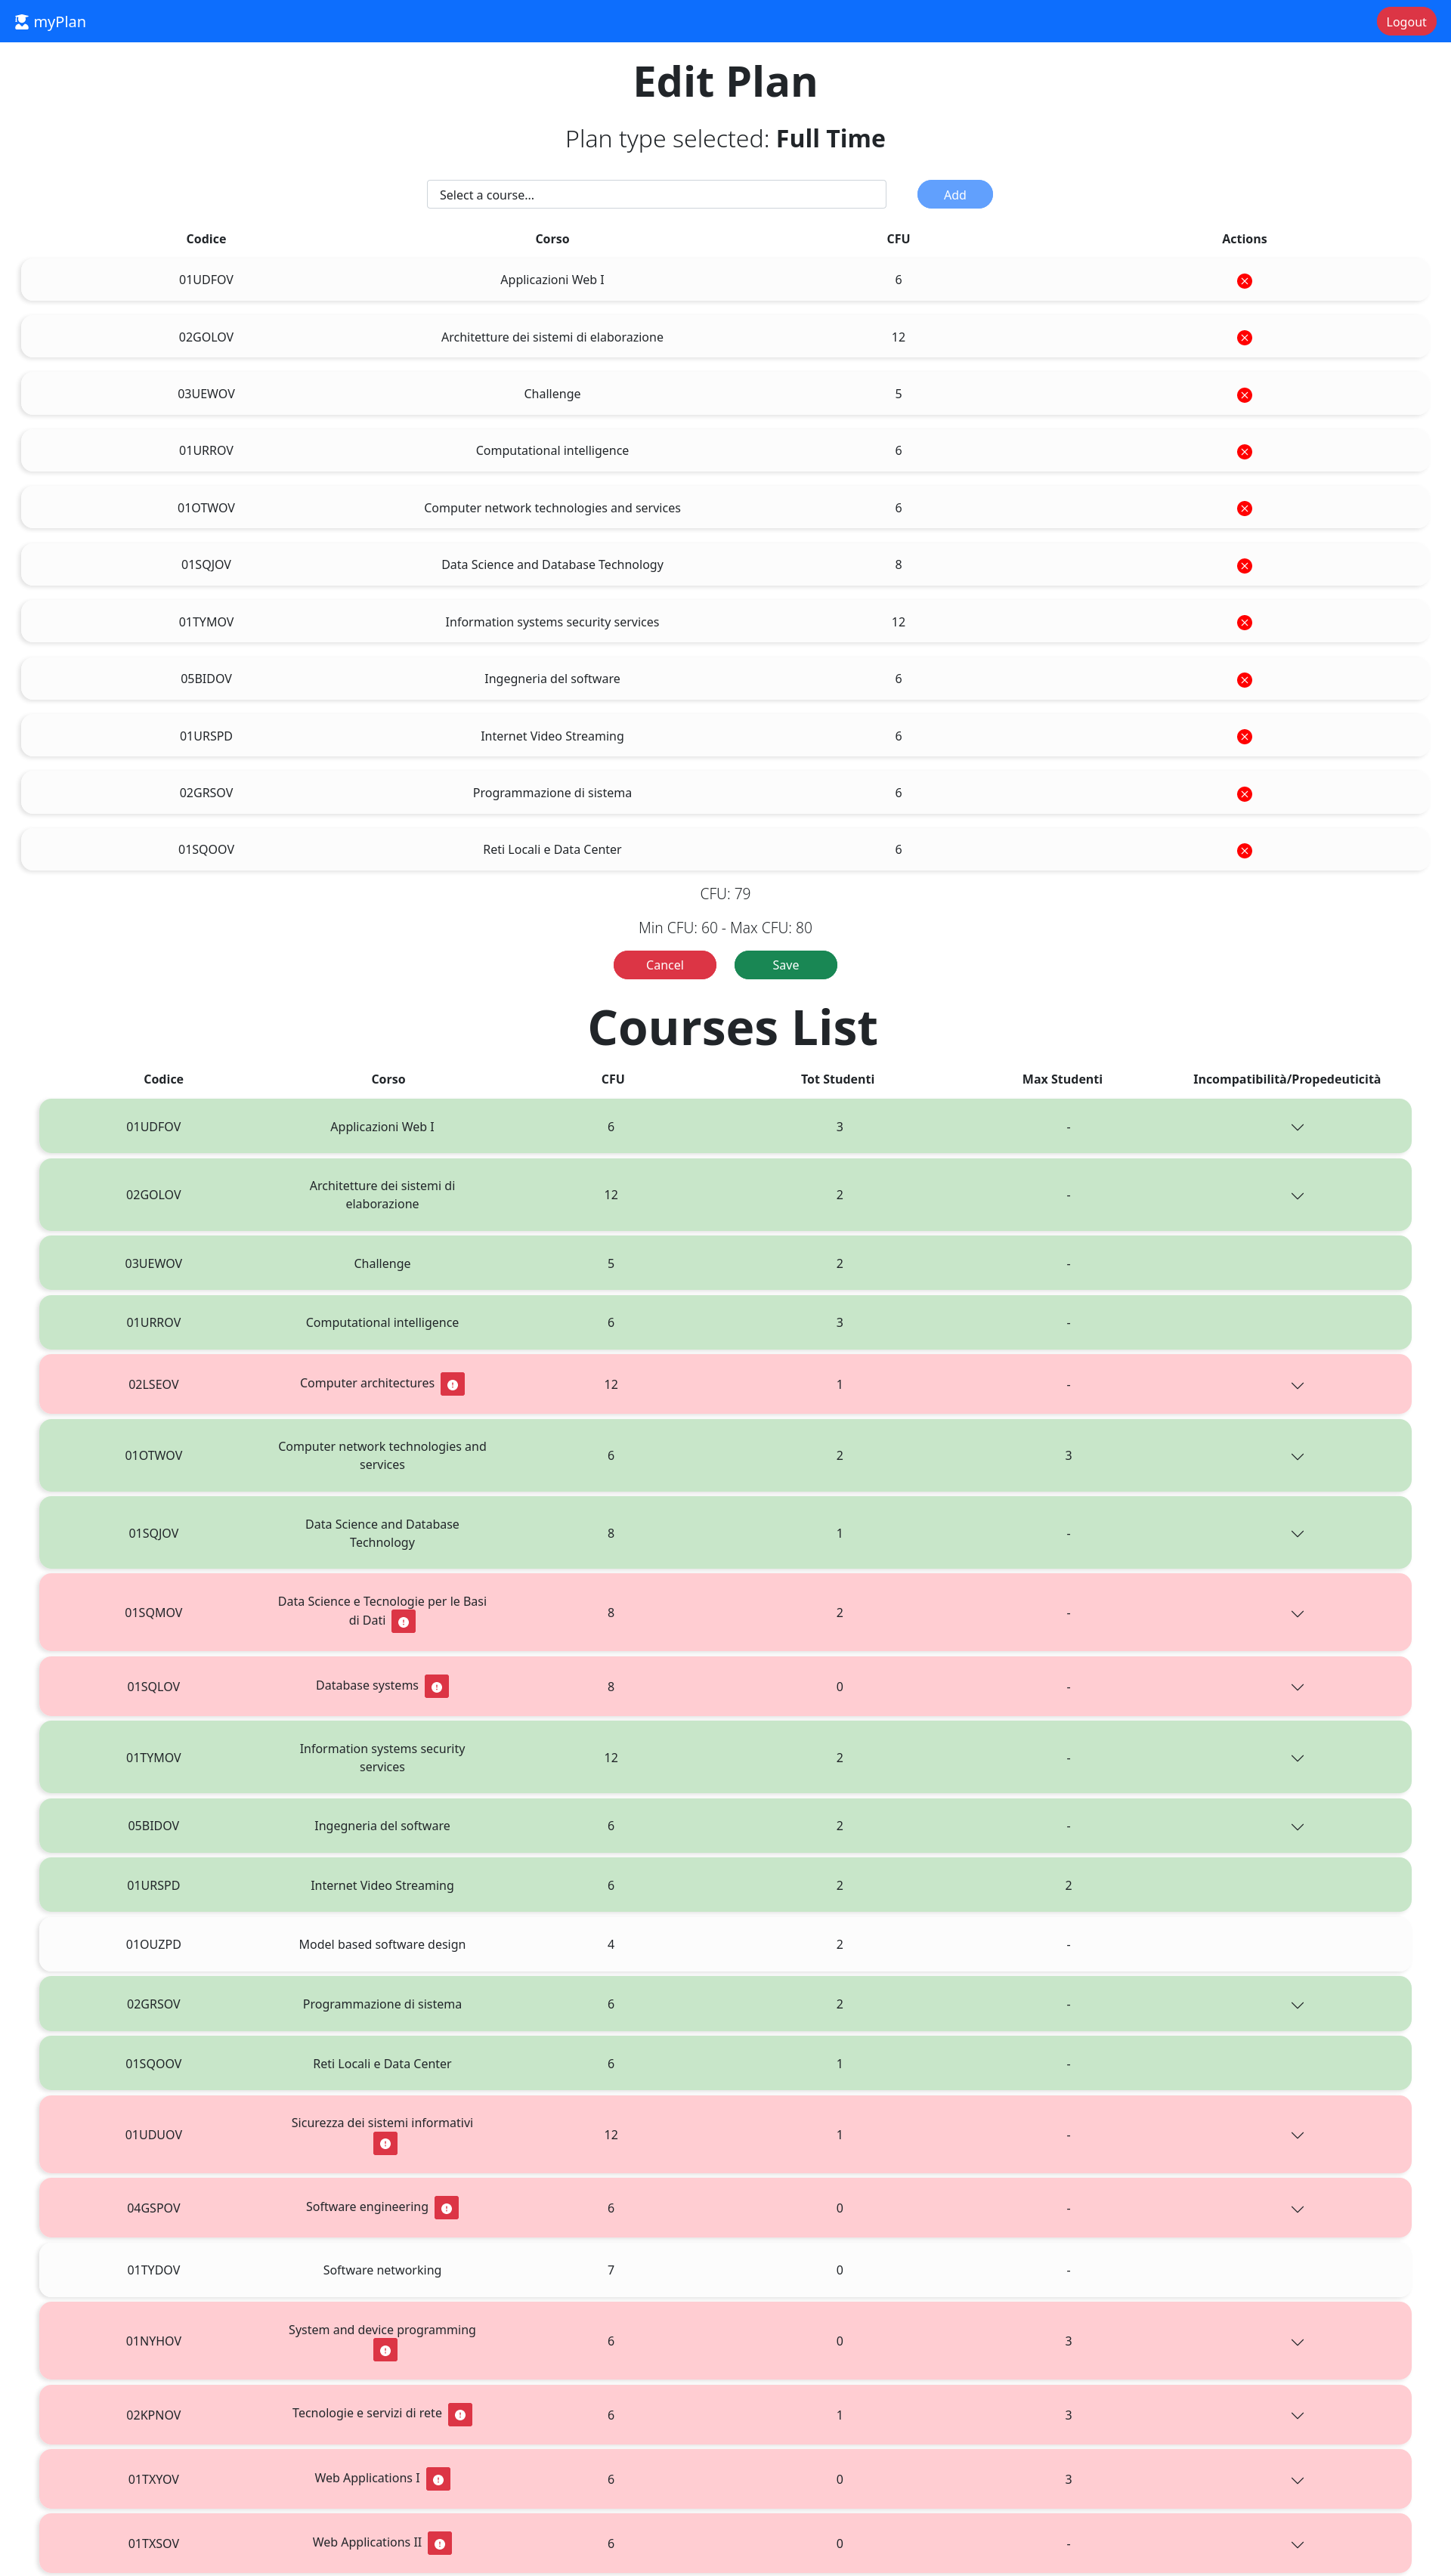 myPlan Logout
Edit Plan
Plan type selected: Full Time
Select a course... Add
Codice Corso CFU Actions
01UDFOV Applicazioni Web I 6
02GOLOV Architetture dei sistemi di elaborazione 12
03UEWOV Challenge 5
01URROV Computational intelligence 6
01OTWOV Computer network technologies and services 6
01SQJOV Data Science and Database Technology 8
01TYMOV Information systems security services 12
05BIDOV Ingegneria del software 6
01URSPD Internet Video Streaming 6
02GRSOV Programmazione di sistema 6
01SQOOV Reti Locali e Data Center 6
CFU: 79
Min CFU: 60 - Max CFU: 80
Cancel Save
Courses List
Codice Corso CFU Tot Studenti Max Studenti Incompatibilità/Propedeuticità
01UDFOV Applicazioni Web I 6 3 -
02GOLOV Architetture dei sistemi di
elaborazione 12 2 -
03UEWOV Challenge 5 2 -
01URROV Computational intelligence 6 3 -
02LSEOV Computer architectures 12 1 -
01OTWOV Computer network technologies and
services 6 2 3
01SQJOV Data Science and Database
Technology 8 1 -
01SQMOV Data Science e Tecnologie per le Basi
di Dati 8 2 -
01SQLOV Database systems 8 0 -
01TYMOV Information systems security
services 12 2 -
05BIDOV Ingegneria del software 6 2 -
01URSPD Internet Video Streaming 6 2 2
01OUZPD Model based software design 4 2 -
02GRSOV Programmazione di sistema 6 2 -
01SQOOV Reti Locali e Data Center 6 1 -
01UDUOV Sicurezza dei sistemi informativi 12 1 -
04GSPOV Software engineering 6 0 -
01TYDOV Software networking 7 0 -
01NYHOV System and device programming 6 0 3
02KPNOV Tecnologie e servizi di rete 6 1 3
01TXYOV Web Applications I 6 0 3
01TXSOV Web Applications II 6 0 -